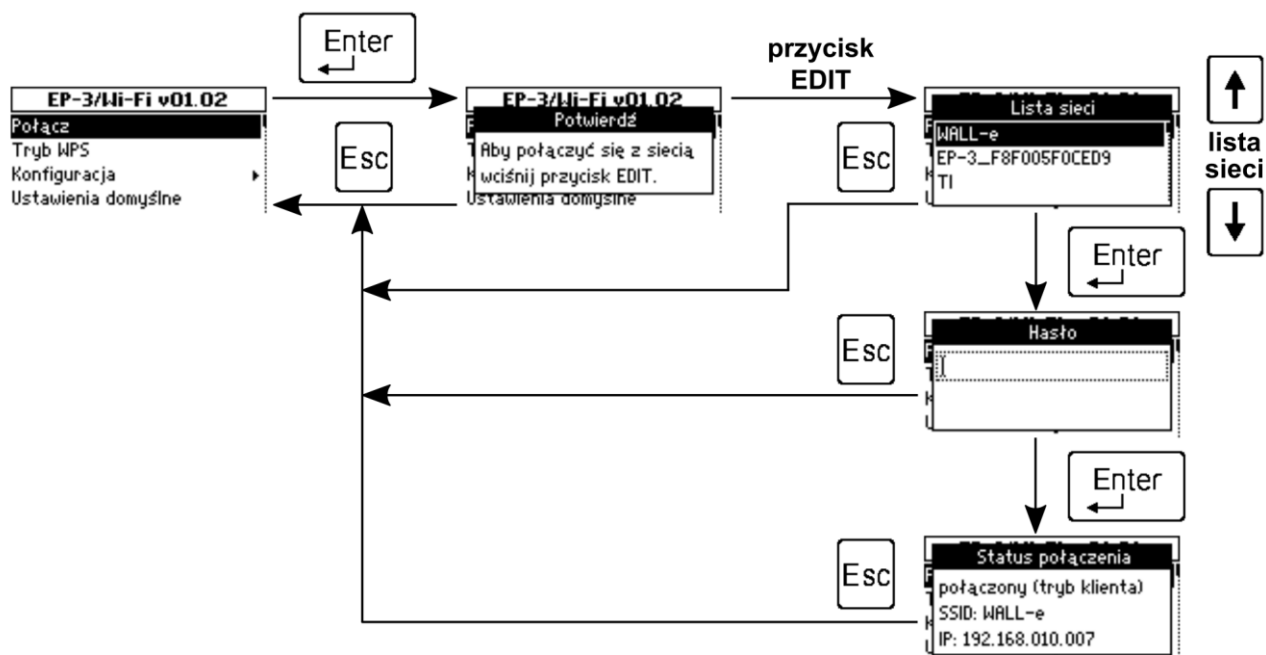 Enter
przycisk
EDIT
EP-3/Wi-Fi v01.02
Połącz
Tryb WPS
Konfiguracja
Ustawienia domyślne
Esc
EP-3/Wi-Fi v01.02
Potwierdź
Aby połączyć się z siecią
wciśnij przycisk EDIT.
Ustawienia domyślne
Esc
Lista sieci
WALL-e
EP-3_F8F005F0CED9
TI
lista
sieci
Enter
Esc
Hasło
Enter
Esc
Status połączenia
połączony (tryb klienta)
SSID: WALL-e
IP: 192.168.010.007